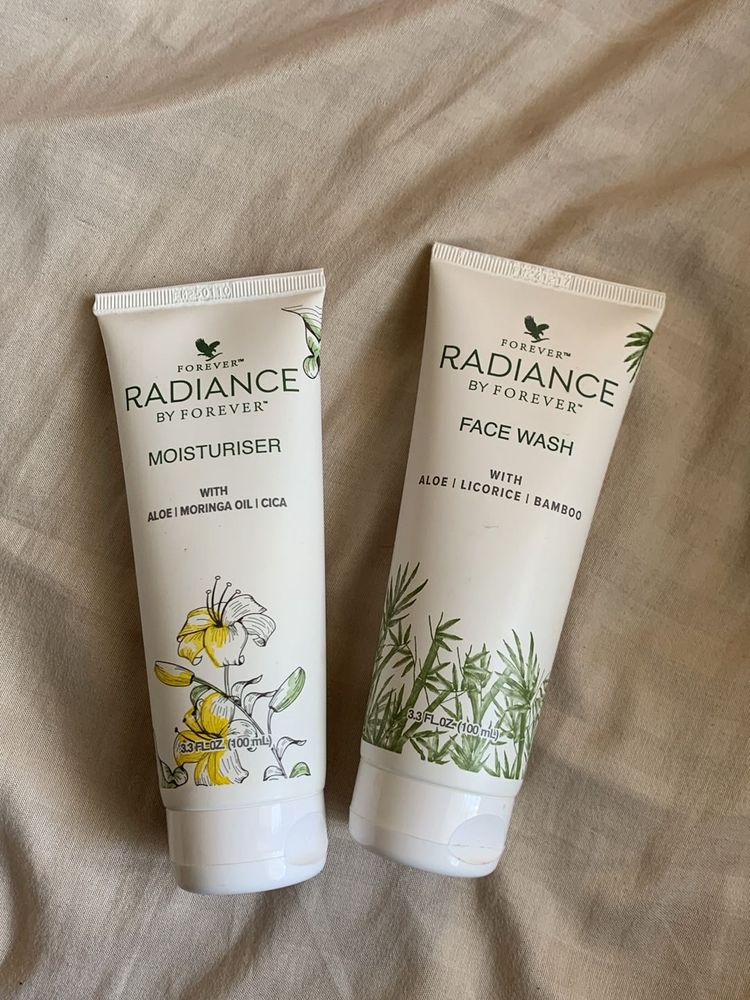 FOREVER™
RADIANCE
BY FOREVER™
MOISTURISER
WITH
ALOE | MORINGA OIL | CICA
3.3 FL.OZ. (100 mL)
FOREVER™
RADIANCE
BY FOREVER™
FACE WASH
WITH
ALOE | LICORICE | BAMBOO
3.3 FL.OZ. (100 mL)